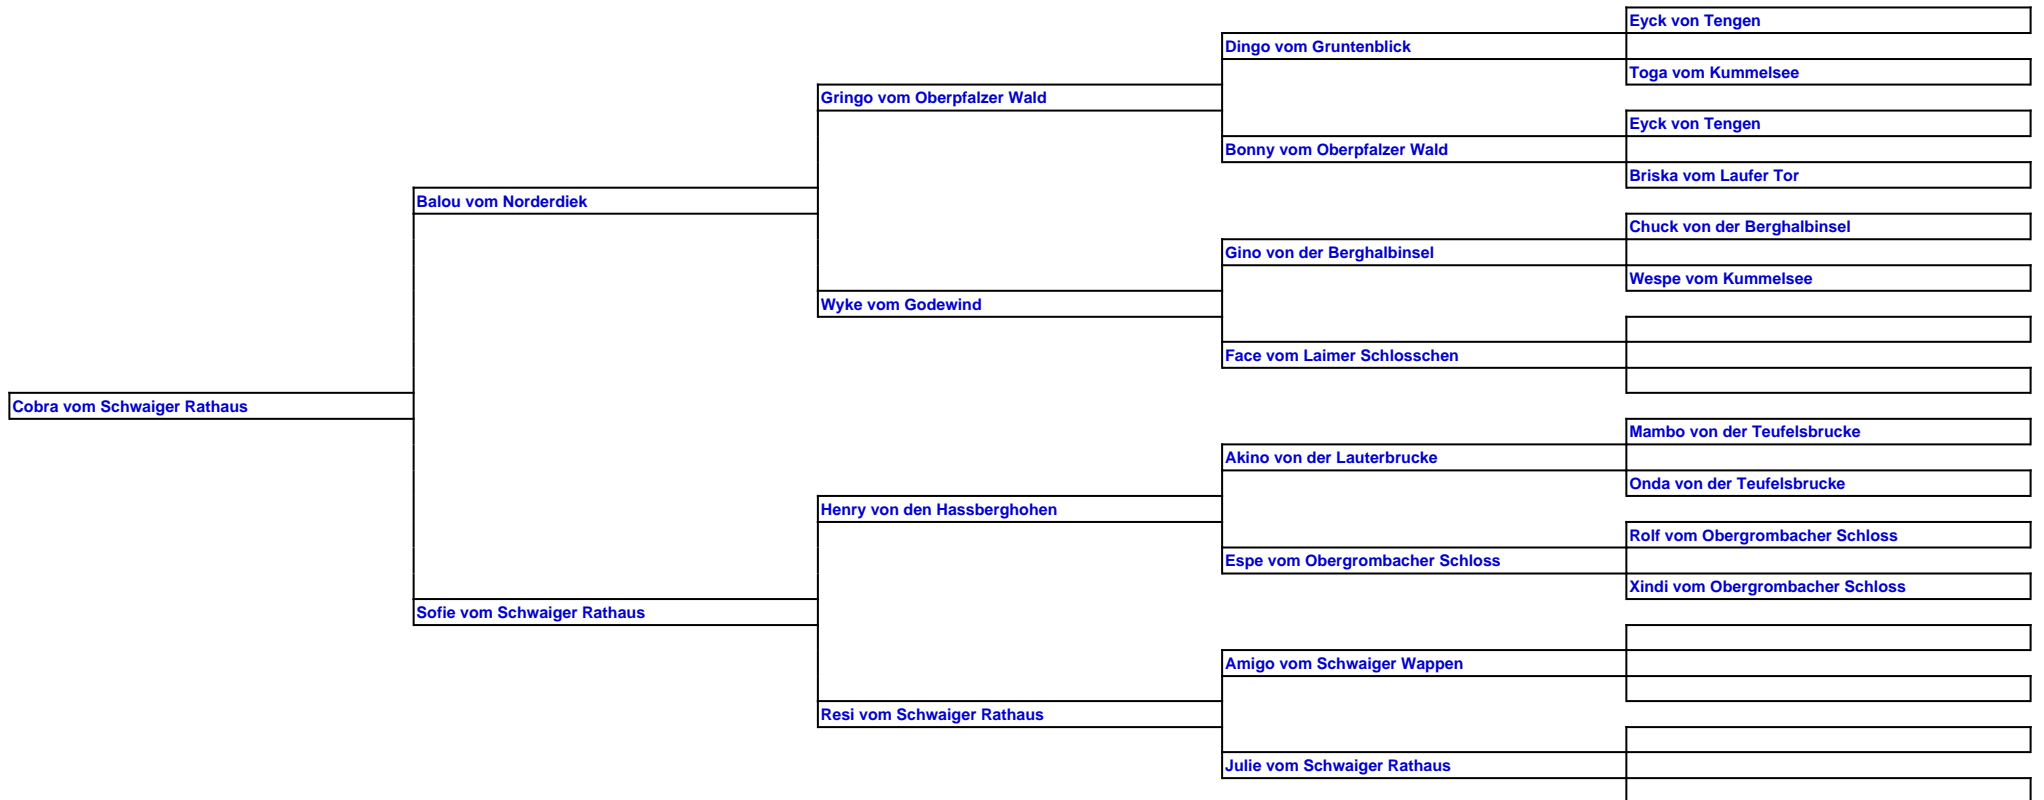 Eyck von Tengen
Dingo vom Gruntenblick
Toga vom Kummelsee
Gringo vom Oberpfalzer Wald
Eyck von Tengen
Bonny vom Oberpfalzer Wald
Briska vom Laufer Tor
Balou vom Norderdiek
Chuck von der Berghalbinsel
Gino von der Berghalbinsel
Wespe vom Kummelsee
Wyke vom Godewind
Face vom Laimer Schlosschen
Cobra vom Schwaiger Rathaus
Mambo von der Teufelsbrucke
Akino von der Lauterbrucke
Onda von der Teufelsbrucke
Henry von den Hassberghohen
Rolf vom Obergrombacher Schloss
Espe vom Obergrombacher Schloss
Xindi vom Obergrombacher Schloss
Sofie vom Schwaiger Rathaus
Amigo vom Schwaiger Wappen
Resi vom Schwaiger Rathaus
Julie vom Schwaiger Rathaus